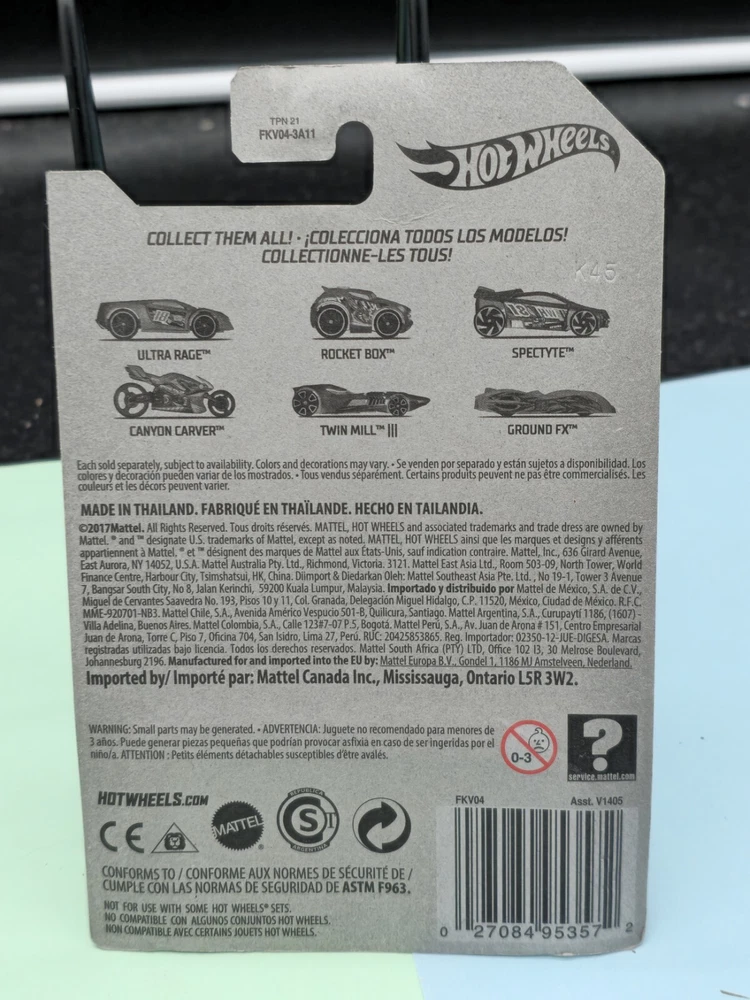 TPN 21
FKV04-3A11
HOT WHEELS
COLLECT THEM ALL! • ¡COLECCIONA TODOS LOS MODELOS!
COLLECTIONNE-LES TOUS!
K45
ULTRA RAGE™
ROCKET BOX™
SPECTYTE™
CANYON CARVER™
TWIN MILL™ III
GROUND FX™
Each sold separately, subject to availability. Colors and decorations may vary. • Se venden por separado y están sujetos a disponibilidad. Los
colores y decoración pueden variar de los mostrados. • Tous vendus séparément. Certains produits peuvent ne pas être commercialisés. Les
couleurs et les décors peuvent varier.
MADE IN THAILAND. FABRIQUÉ EN THAÏLANDE. HECHO EN TAILANDIA.
©2017Mattel. All Rights Reserved. Tous droits réservés. MATTEL, HOT WHEELS and associated trademarks and trade dress are owned by
Mattel. ® and ™ designate U.S. trademarks of Mattel, except as noted. MATTEL, HOT WHEELS ainsi que les marques et designs y afférents
appartiennent à Mattel. ® et ™ désignent des marques de Mattel aux États-Unis, sauf indication contraire. Mattel, Inc., 636 Girard Avenue,
East Aurora, NY 14052, U.S.A. Mattel Australia Pty. Ltd., Richmond, Victoria. 3121. Mattel East Asia Ltd., Room 503-09, North Tower, World
Finance Centre, Harbour City, Tsimshatsui, HK, China. Diimport & Diedarkan Oleh: Mattel Southeast Asia Pte. Ltd. , No 19-1, Tower 3 Avenue
7, Bangsar South City, No 8, Jalan Kerinchi, 59200 Kuala Lumpur, Malaysia. Importado y distribuido por Mattel de México, S.A. de C.V.,
Miguel de Cervantes Saavedra No. 193, Pisos 10 y 11, Col. Granada, Delegación Miguel Hidalgo, C.P. 11520, México, Ciudad de México. R.F.C.
MME-920701-NB3. Mattel Chile, S.A., Avenida Américo Vespucio 501-B, Quilicura, Santiago. Mattel Argentina, S.A., Curupaytí 1186, (1607) -
Villa Adelina, Buenos Aires. Mattel Colombia, S.A., Calle 123#7-07 P.5, Bogotá. Mattel Perú, S.A., Av. Juan de Arona # 151, Centro Empresarial
Juan de Arona, Torre C, Piso 7, Oficina 704, San Isidro, Lima 27, Perú. RUC: 20425853865. Reg. Importador: 02350-12-JUE-DIGESA. Marcas
registradas utilizadas bajo licencia. Todos los derechos reservados. Mattel South Africa (PTY) LTD, Office 102 I3, 30 Melrose Boulevard,
Johannesburg 2196. Manufactured for and imported into the EU by: Mattel Europa B.V., Gondel 1, 1186 MJ Amstelveen, Nederland.
Imported by/ Importé par: Mattel Canada Inc., Mississauga, Ontario L5R 3W2.
WARNING: Small parts may be generated. • ADVERTENCIA: Juguete no recomendado para menores de
3 años. Puede generar piezas pequeñas que podrían provocar asfixia en caso de ser ingeridas por el
niño/a. ATTENTION : Petits éléments détachables susceptibles d'être avalés.
0-3
?
service.mattel.com
HOTWHEELS.COM
CE
MATTEL
REPUBLICA
S T
ARGENTINA
FKV04
Asst. V1405
CONFORMS TO / CONFORME AUX NORMES DE SÉCURITÉ DE /
CUMPLE CON LAS NORMAS DE SEGURIDAD DE ASTM F963.
NOT FOR USE WITH SOME HOT WHEELS® SETS.
NO COMPATIBLE CON ALGUNOS CONJUNTOS HOT WHEELS.
NON COMPATIBLE AVEC CERTAINS JOUETS HOT WHEELS.
0 27084 95357 2